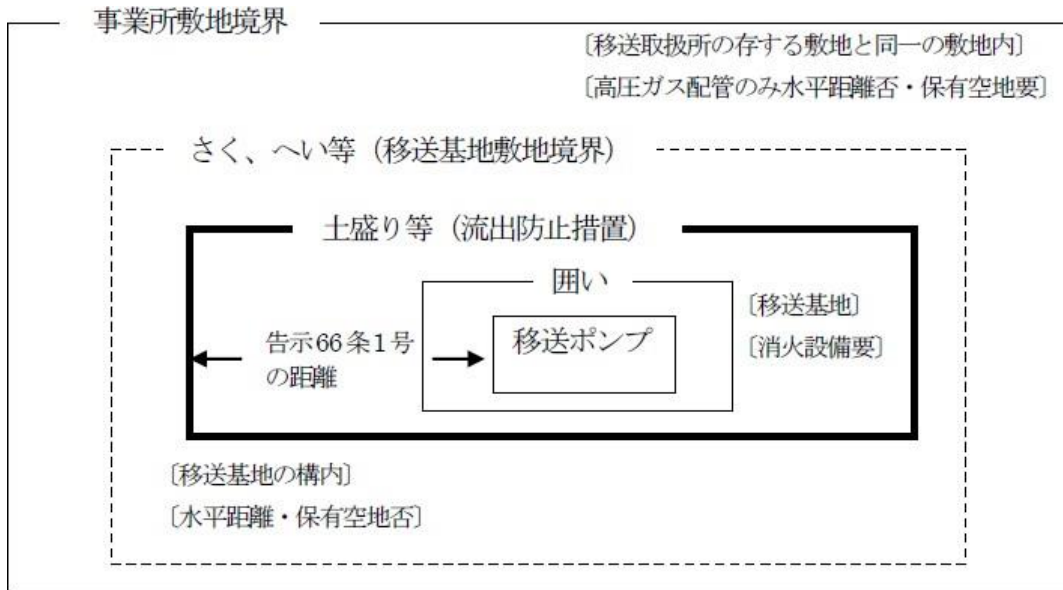 事業所敷地境界
〔移送取扱所の存する敷地と同一の敷地内〕
〔高圧ガス配管のみ水平距離否・保有空地要〕
さく、へい等（移送基地敷地境界）
土盛り等（流出防止措置）
囲い
移送ポンプ
告示66条1号
の距離
〔移送基地〕
〔消火設備要〕
〔移送基地の構内〕
〔水平距離・保有空地否〕